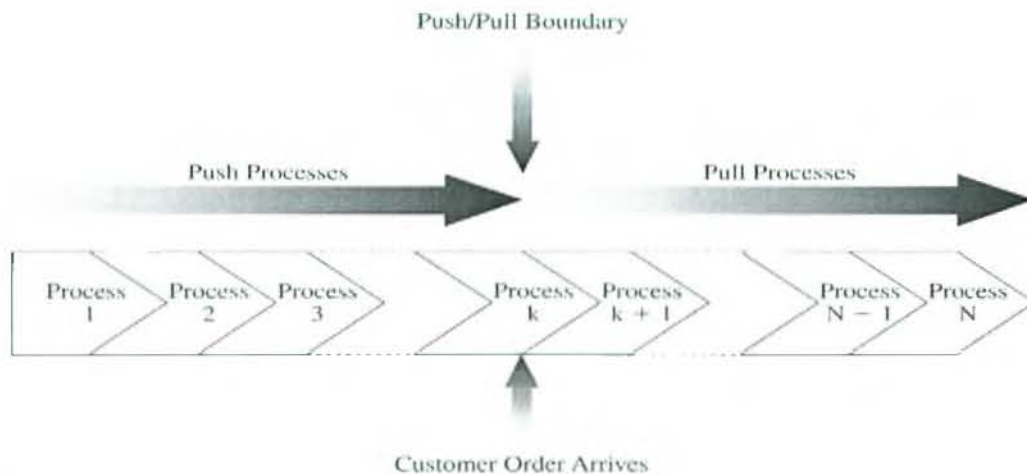 Push/Pull Boundary
Push Processes
Pull Processes
Process 1
Process 2
Process 3
Process k
Process k + 1
Process N − 1
Process N
Customer Order Arrives